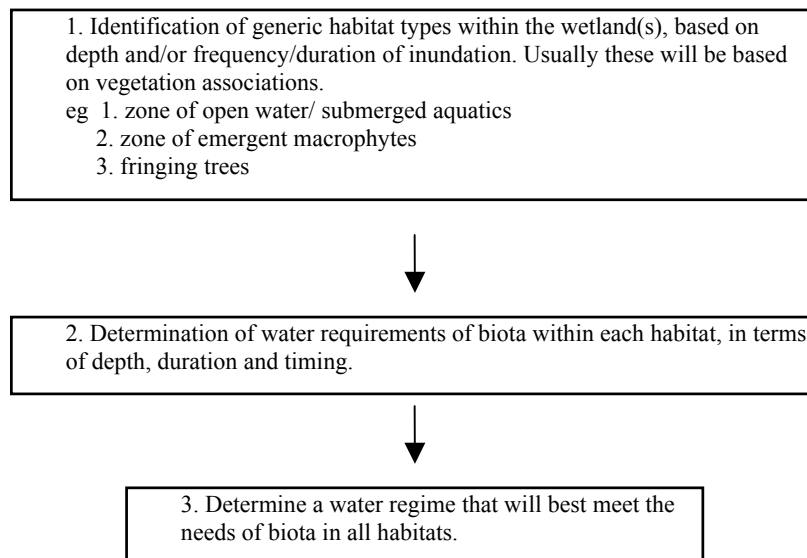 1. Identification of generic habitat types within the wetland(s), based on
depth and/or frequency/duration of inundation. Usually these will be based
on vegetation associations.
eg 1. zone of open water/ submerged aquatics
2. zone of emergent macrophytes
3. fringing trees
2. Determination of water requirements of biota within each habitat, in terms
of depth, duration and timing.
3. Determine a water regime that will best meet the
needs of biota in all habitats.